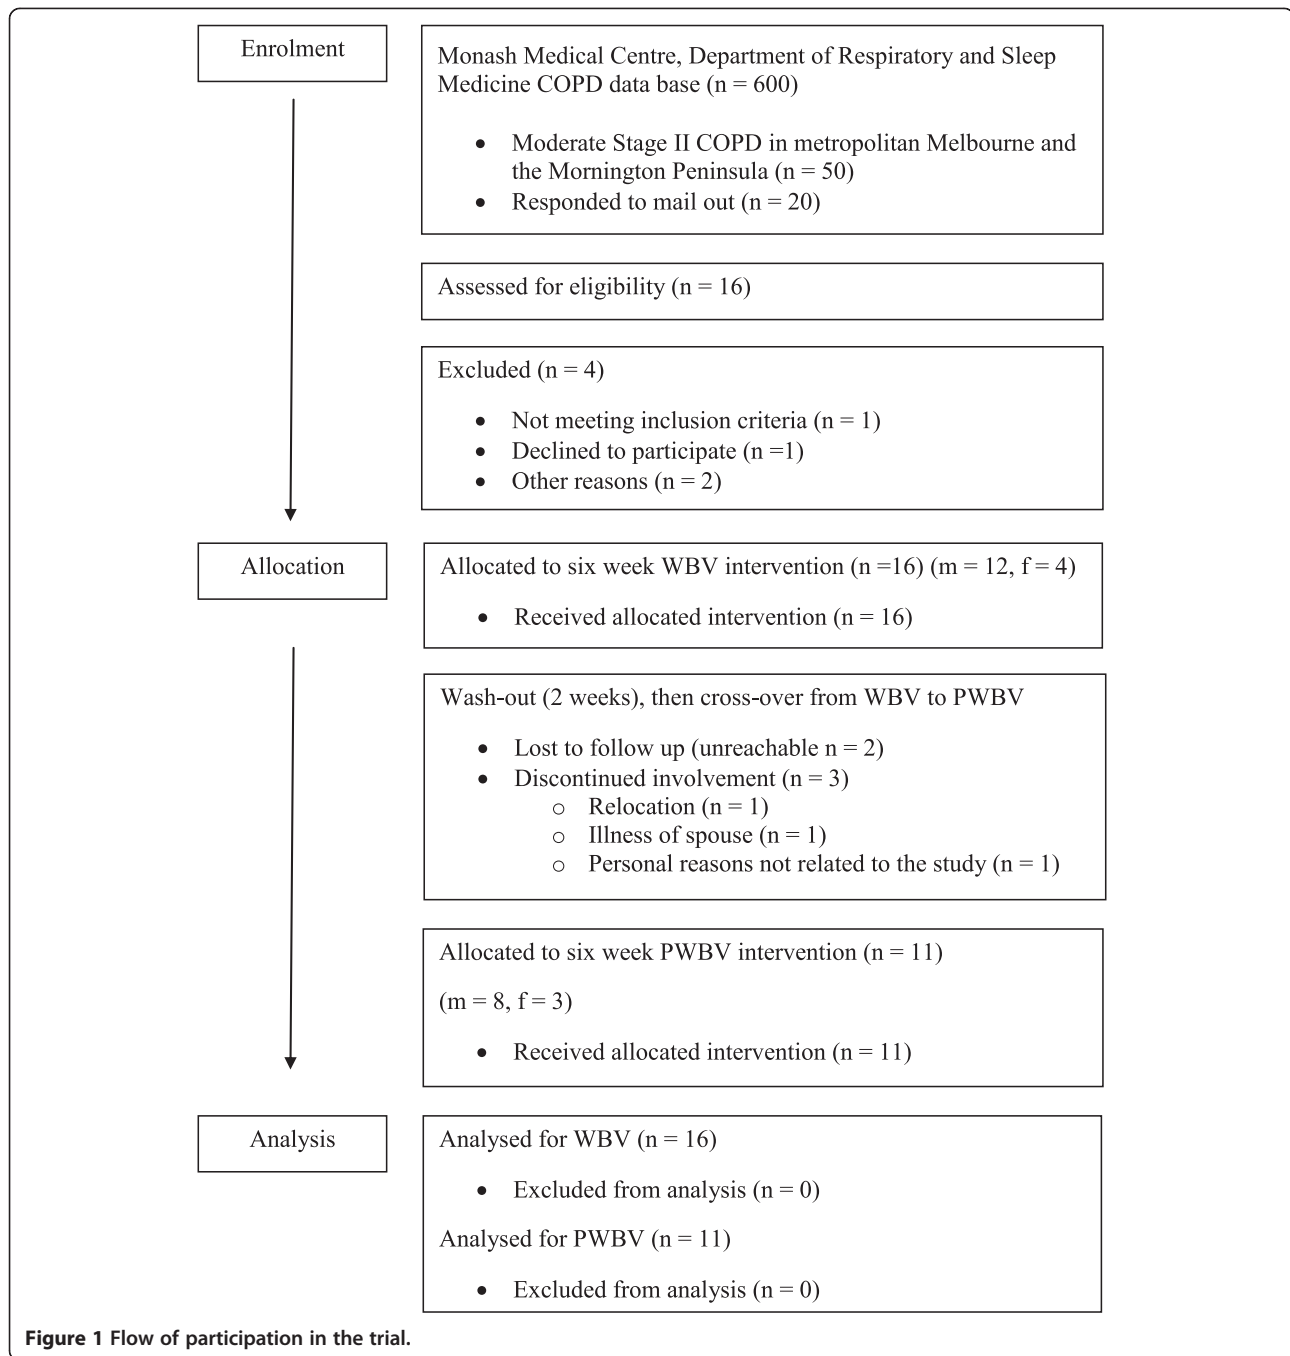 Enrolment
Monash Medical Centre, Department of Respiratory and Sleep
Medicine COPD data base (n = 600)
• Moderate Stage II COPD in metropolitan Melbourne and
the Mornington Peninsula (n = 50)
• Responded to mail out (n = 20)
Assessed for eligibility (n = 16)
Excluded (n = 4)
• Not meeting inclusion criteria (n = 1)
• Declined to participate (n =1)
• Other reasons (n = 2)
Allocation
Allocated to six week WBV intervention (n =16) (m = 12, f = 4)
• Received allocated intervention (n = 16)
Wash-out (2 weeks), then cross-over from WBV to PWBV
• Lost to follow up (unreachable n = 2)
• Discontinued involvement (n = 3)
o Relocation (n = 1)
o Illness of spouse (n = 1)
o Personal reasons not related to the study (n = 1)
Allocated to six week PWBV intervention (n = 11)
(m = 8, f = 3)
• Received allocated intervention (n = 11)
Analysis
Analysed for WBV (n = 16)
• Excluded from analysis (n = 0)
Analysed for PWBV (n = 11)
• Excluded from analysis (n = 0)
Figure 1 Flow of participation in the trial.